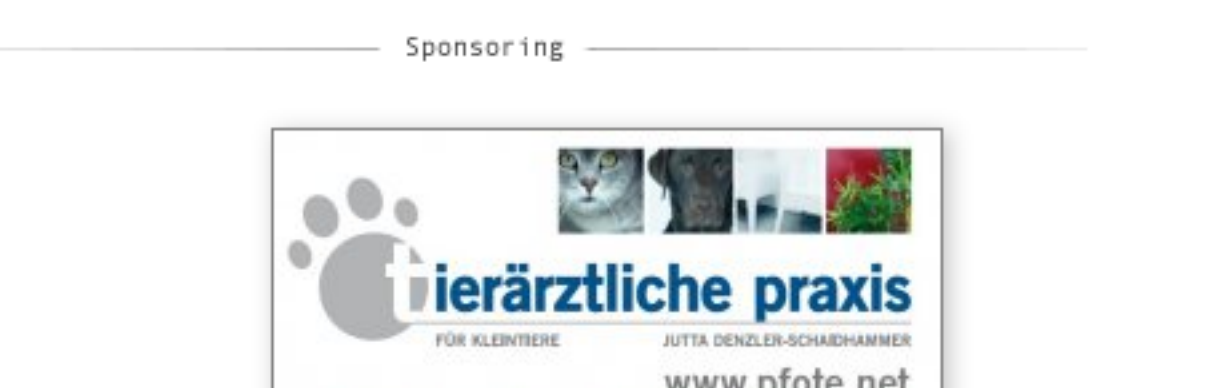 Sponsoring
tierärztliche praxis
FÜR KLEINTIERE JUTTA DENZLER-SCHAIDHAMMER
www.pfote.net